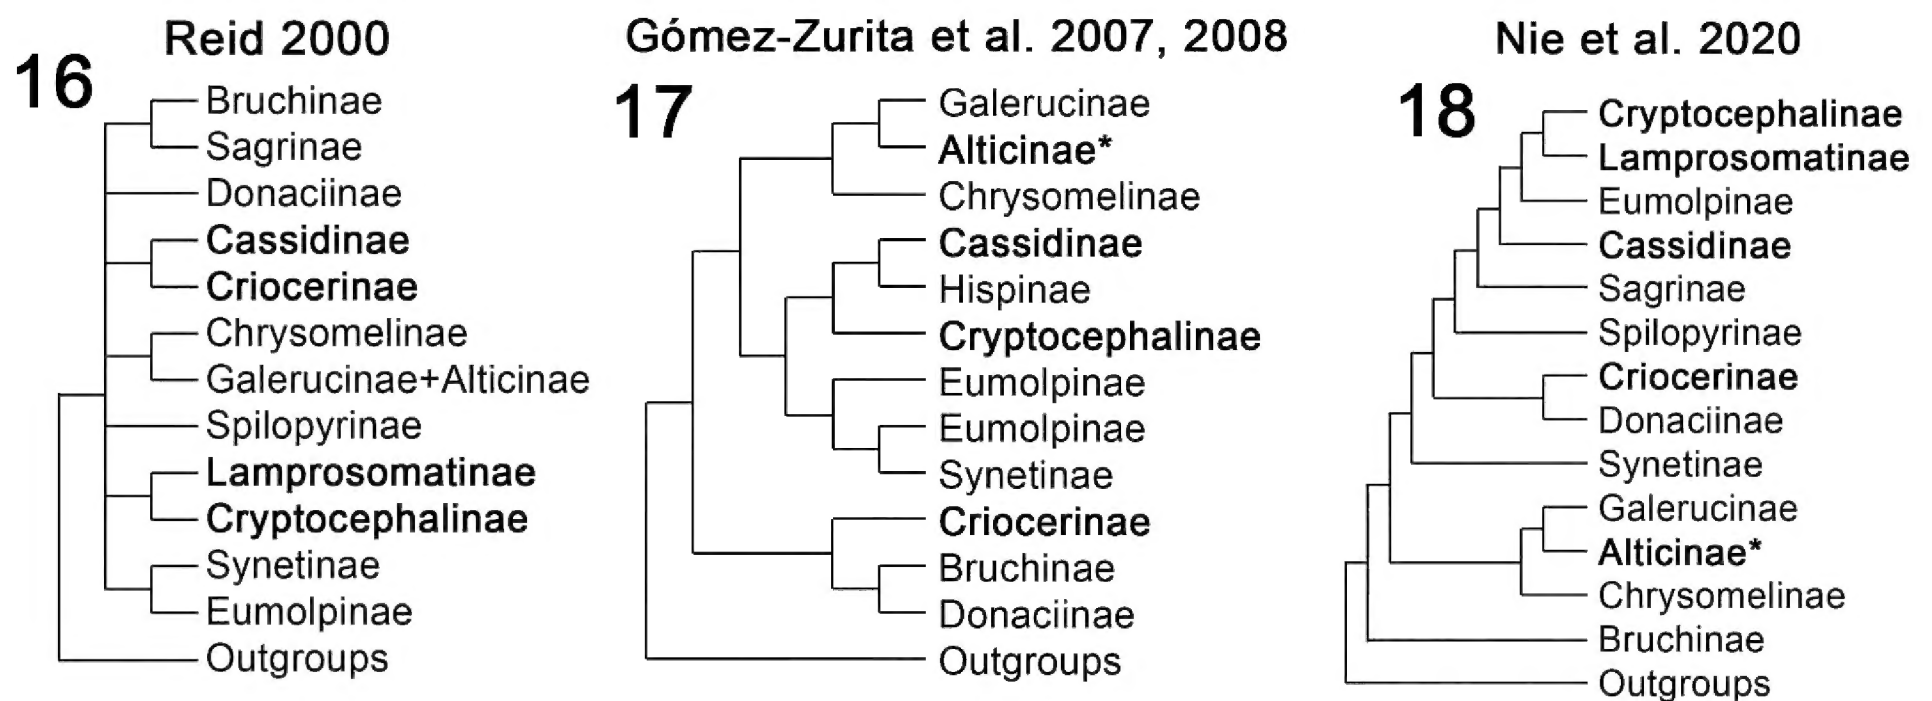 Reid 2000
16
Bruchinae
Sagrinae
Donaciinae
Cassidinae
Criocerinae
Chrysomelinae
Galerucinae+Alticinae
Spilopyrinae
Lamprosomatinae
Cryptocephalinae
Synetinae
Eumolpinae
Outgroups
Gómez-Zurita et al. 2007, 2008
17
Galerucinae
Alticinae*
Chrysomelinae
Cassidinae
Hispinae
Cryptocephalinae
Eumolpinae
Eumolpinae
Synetinae
Criocerinae
Bruchinae
Donaciinae
Outgroups
Nie et al. 2020
18
Cryptocephalinae
Lamprosomatinae
Eumolpinae
Cassidinae
Sagrinae
Spilopyrinae
Criocerinae
Donaciinae
Synetinae
Galerucinae
Alticinae*
Chrysomelinae
Bruchinae
Outgroups